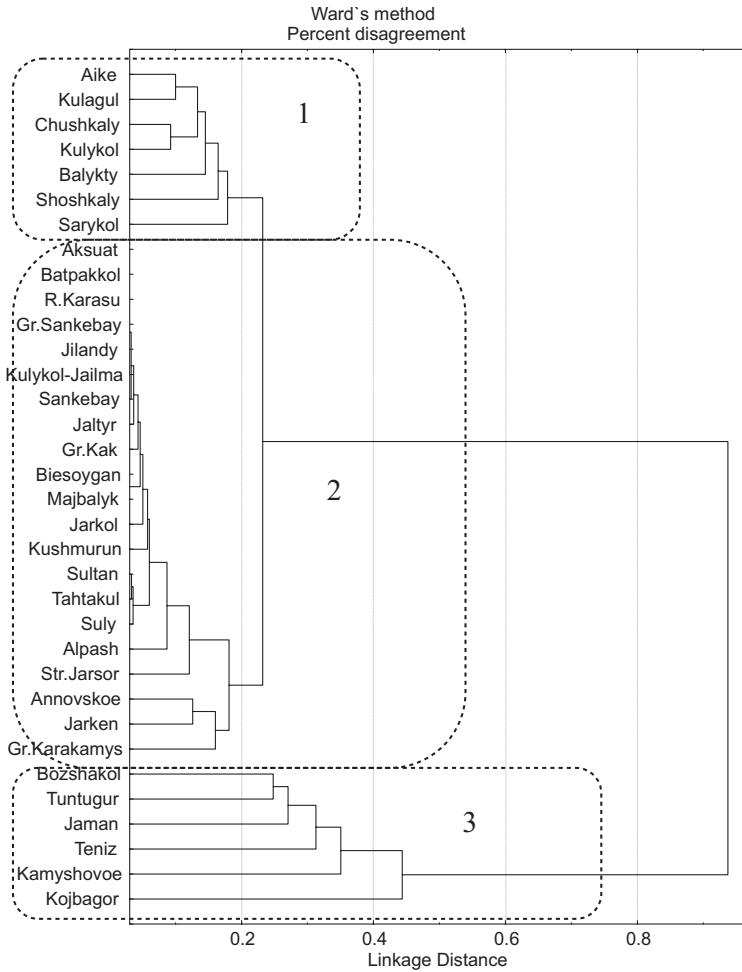 Ward`s method
Percent disagreement
Aike
1
Kulagul
Chushkaly
Kulykol
Balykty
Shoshkaly
Sarykol
Aksuat
Batpakkol
R.Karasu
Gr.Sankebay
Jilandy
Kulykol-Jailma
Sankebay
Jaltyr
Gr.Kak
Biesoygan
2
Majbalyk
Jarkol
Kushmurun
Sultan
Tahtakul
Suly
Alpash
Str.Jarsor
Annovskoe
Jarken
Gr.Karakamys
Bozshakol
Tuntugur
Jaman
3
Teniz
Kamyshovoe
Kojbagor
0.2 0.4 0.6 0.8
Linkage Distance